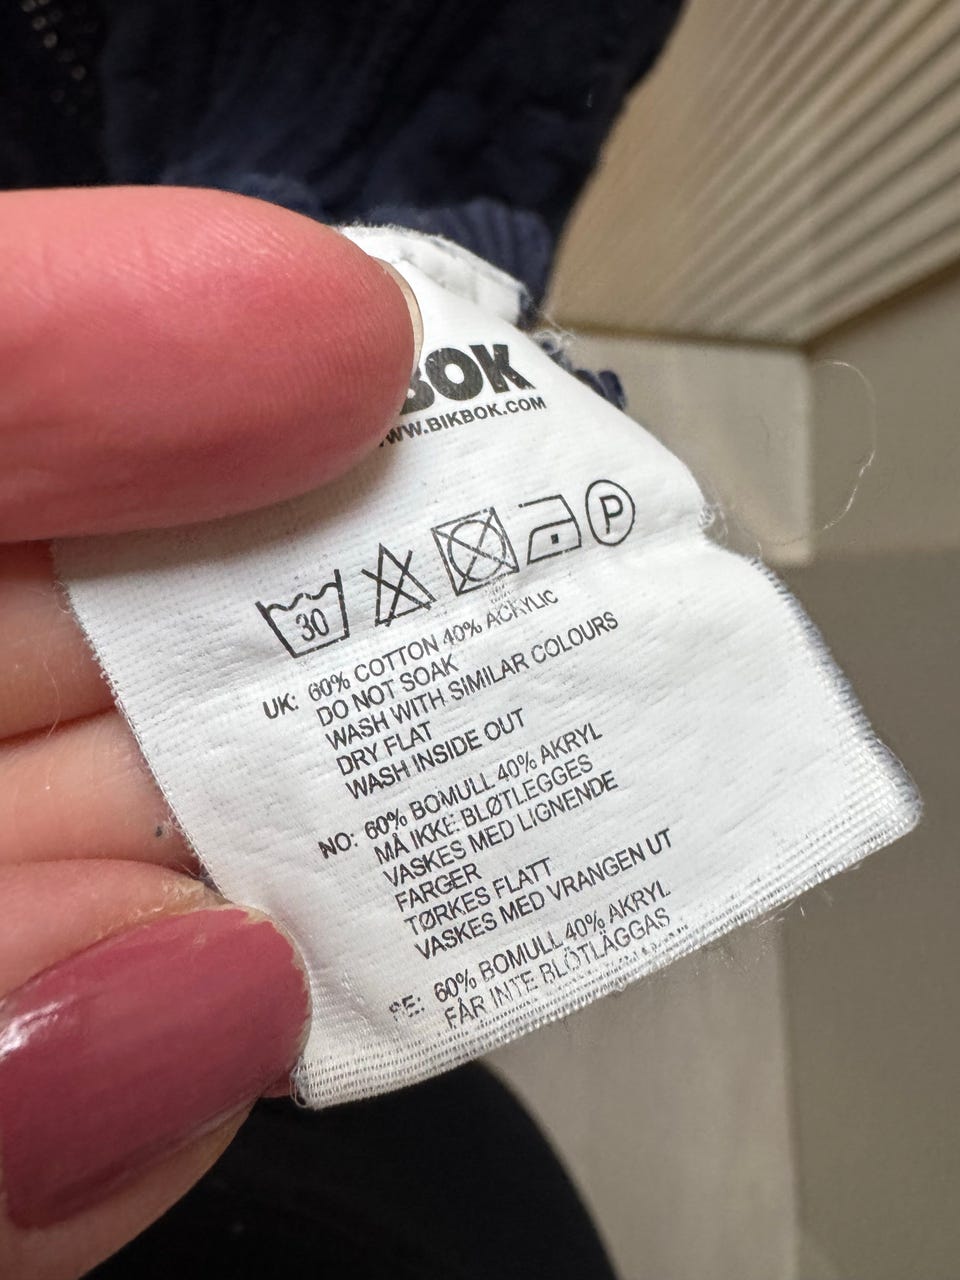 BOK
WWW.BIKBOK.COM
30 P
UK: 60% COTTON 40% ACRYLIC
DO NOT SOAK
WASH WITH SIMILAR COLOURS
DRY FLAT
WASH INSIDE OUT
NO: 60% BOMULL 40% AKRYL
MÅ IKKE BLØTLEGGES
VASKES MED LIGNENDE
FARGER
TØRKES FLATT
VASKES MED VRANGEN UT
SE: 60% BOMULL 40% AKRYL
FÅR INTE BLÖTLÄGGAS